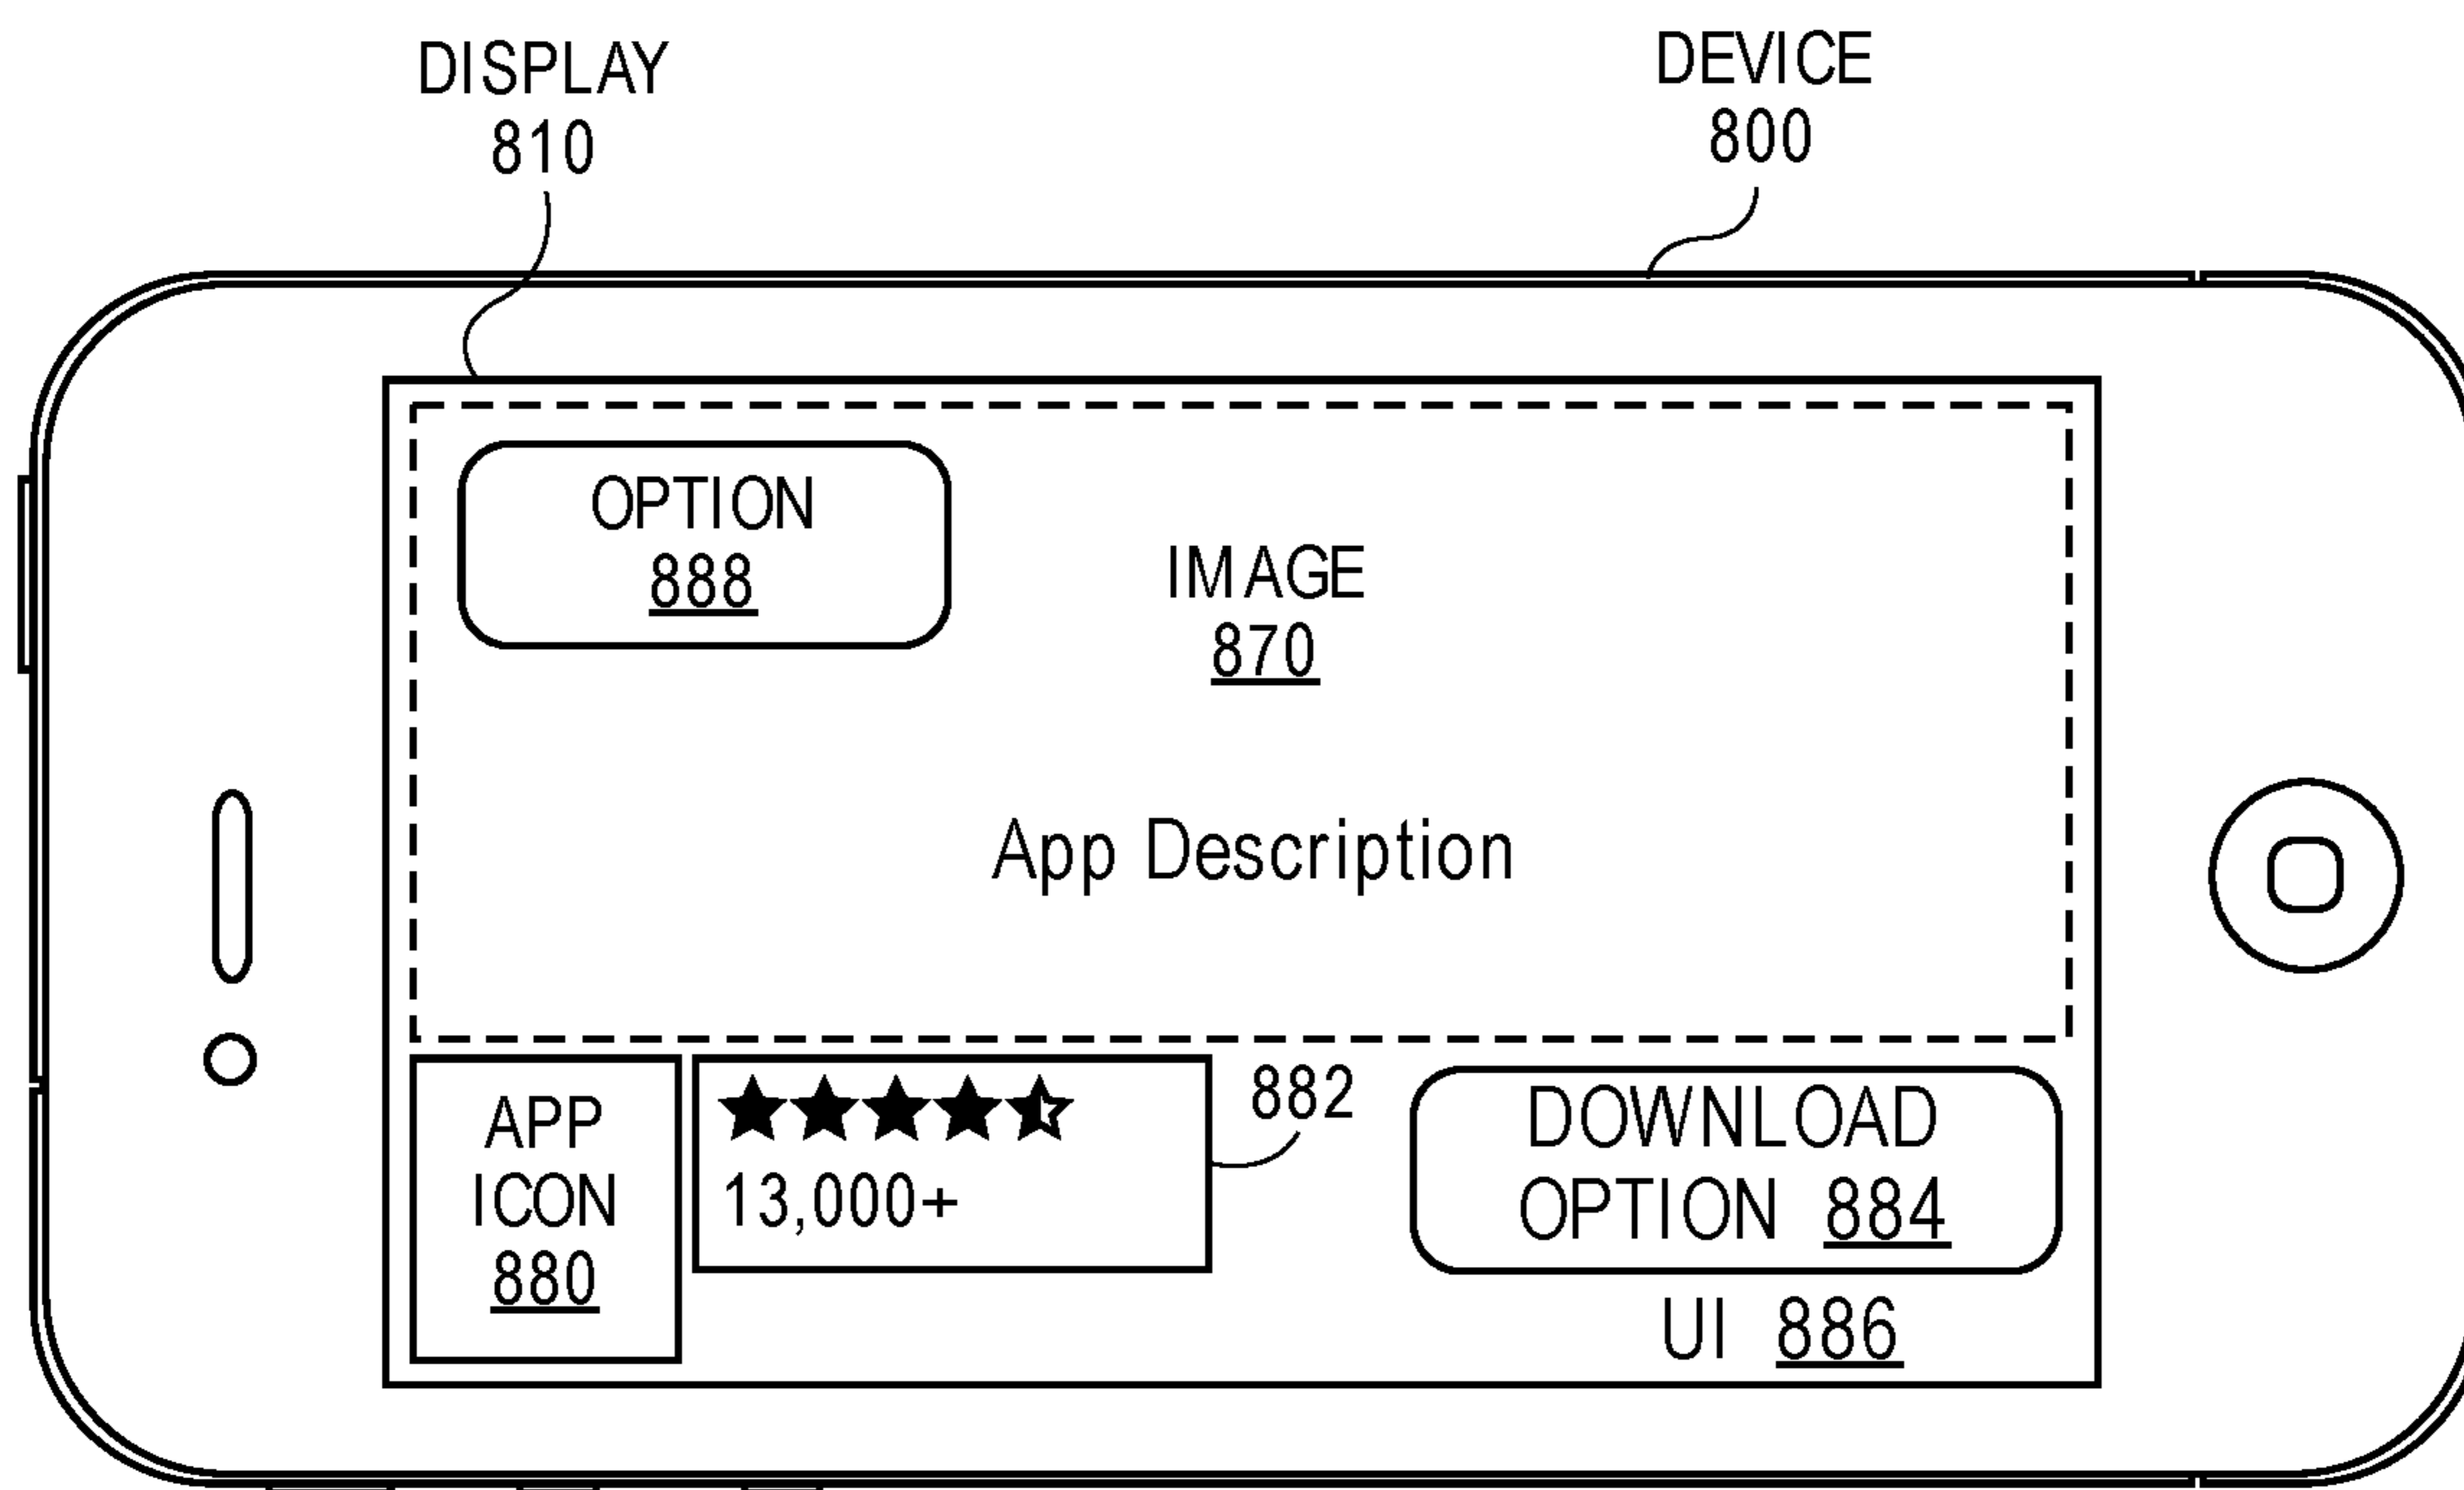 DISPLAY
810
DEVICE
800
OPTION
888
IMAGE
870
App Description
APP
ICON
880
★★★★⯪
13,000+
882
DOWNLOAD
OPTION 884
UI 886